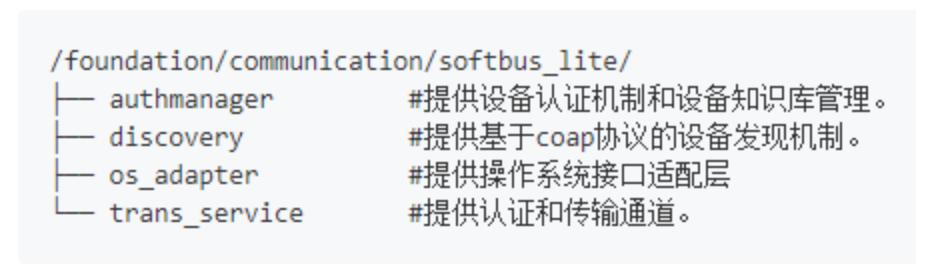 /foundation/communication/softbus_lite/
├── authmanager #提供设备认证机制和设备知识库管理。
├── discovery #提供基于coap协议的设备发现机制。
├── os_adapter #提供操作系统接口适配层
└── trans_service #提供认证和传输通道。